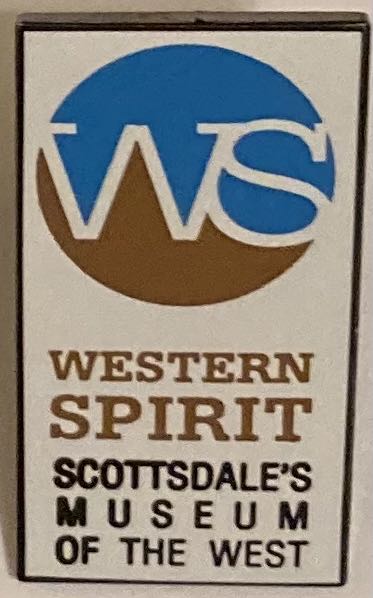 WS
WESTERN
SPIRIT
SCOTTSDALE'S
MUSEUM
OF THE WEST